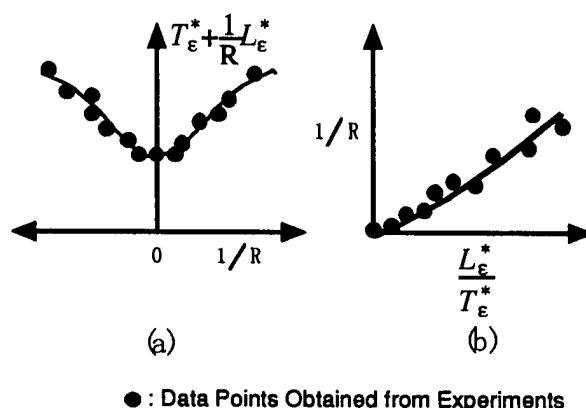 T*ε + 1/R L*ε
0 1/R
(a)
1/R
L*ε / T*ε
(b)
● : Data Points Obtained from Experiments